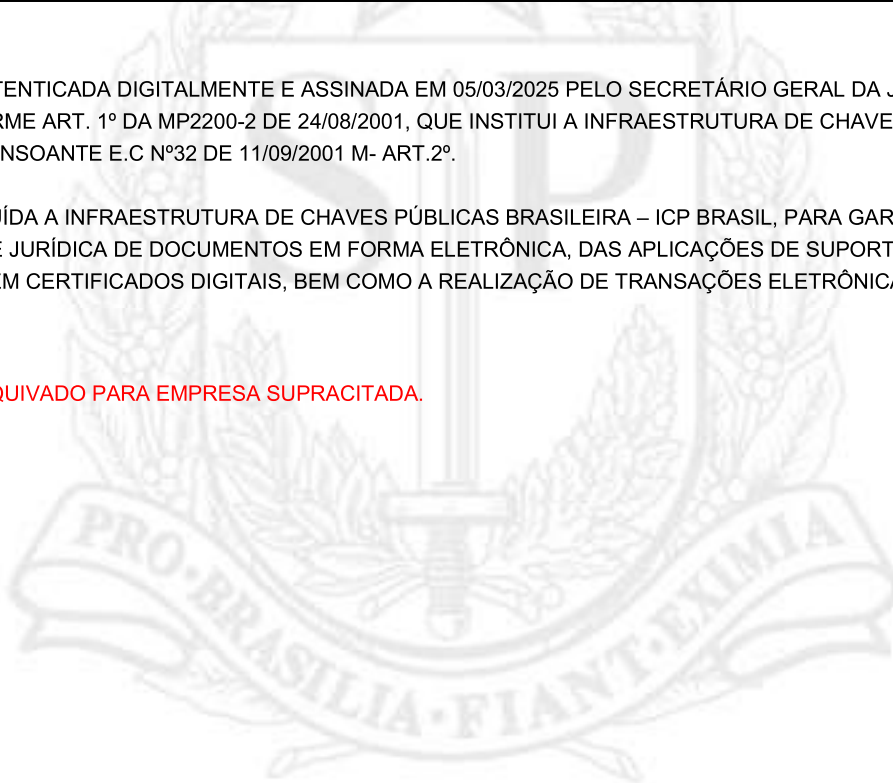 TENTICADA DIGITALMENTE E ASSINADA EM 05/03/2025 PELO SECRETÁRIO GERAL DA J
RME ART. 1º DA MP2200-2 DE 24/08/2001, QUE INSTITUI A INFRAESTRUTURA DE CHAVE
NSOANTE E.C Nº32 DE 11/09/2001 M- ART.2º.
ÍDA A INFRAESTRUTURA DE CHAVES PÚBLICAS BRASILEIRA – ICP BRASIL, PARA GAR
E JURÍDICA DE DOCUMENTOS EM FORMA ELETRÔNICA, DAS APLICAÇÕES DE SUPORT
EM CERTIFICADOS DIGITAIS, BEM COMO A REALIZAÇÃO DE TRANSAÇÕES ELETRÔNICA
QUIVADO PARA EMPRESA SUPRACITADA.
SP
PRO·BRASILIA·FIANT·EXIMIA